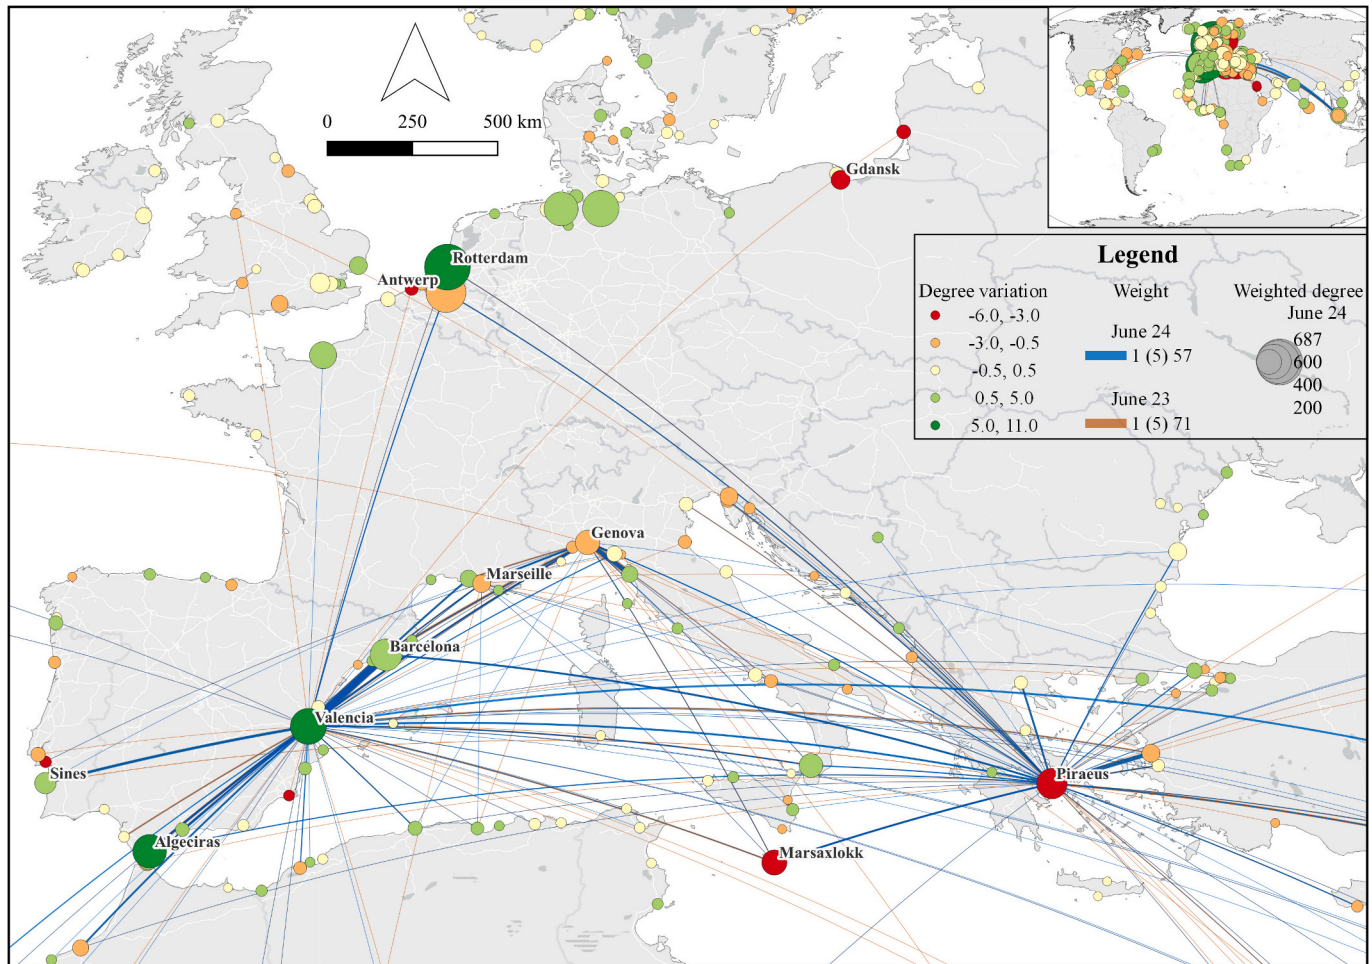 0 250 500 km
Gdansk
Rotterdam
Antwerp
Legend
Degree variation Weight Weighted degree
June 24
-6.0, -3.0
-3.0, -0.5
-0.5, 0.5
0.5, 5.0
5.0, 11.0
June 24
1 (5) 57
June 23
1 (5) 71
687
600
400
200
Genova
Marseille
Barcelona
Valencia
Sines
Piraeus
Algeciras
Marsaxlokk